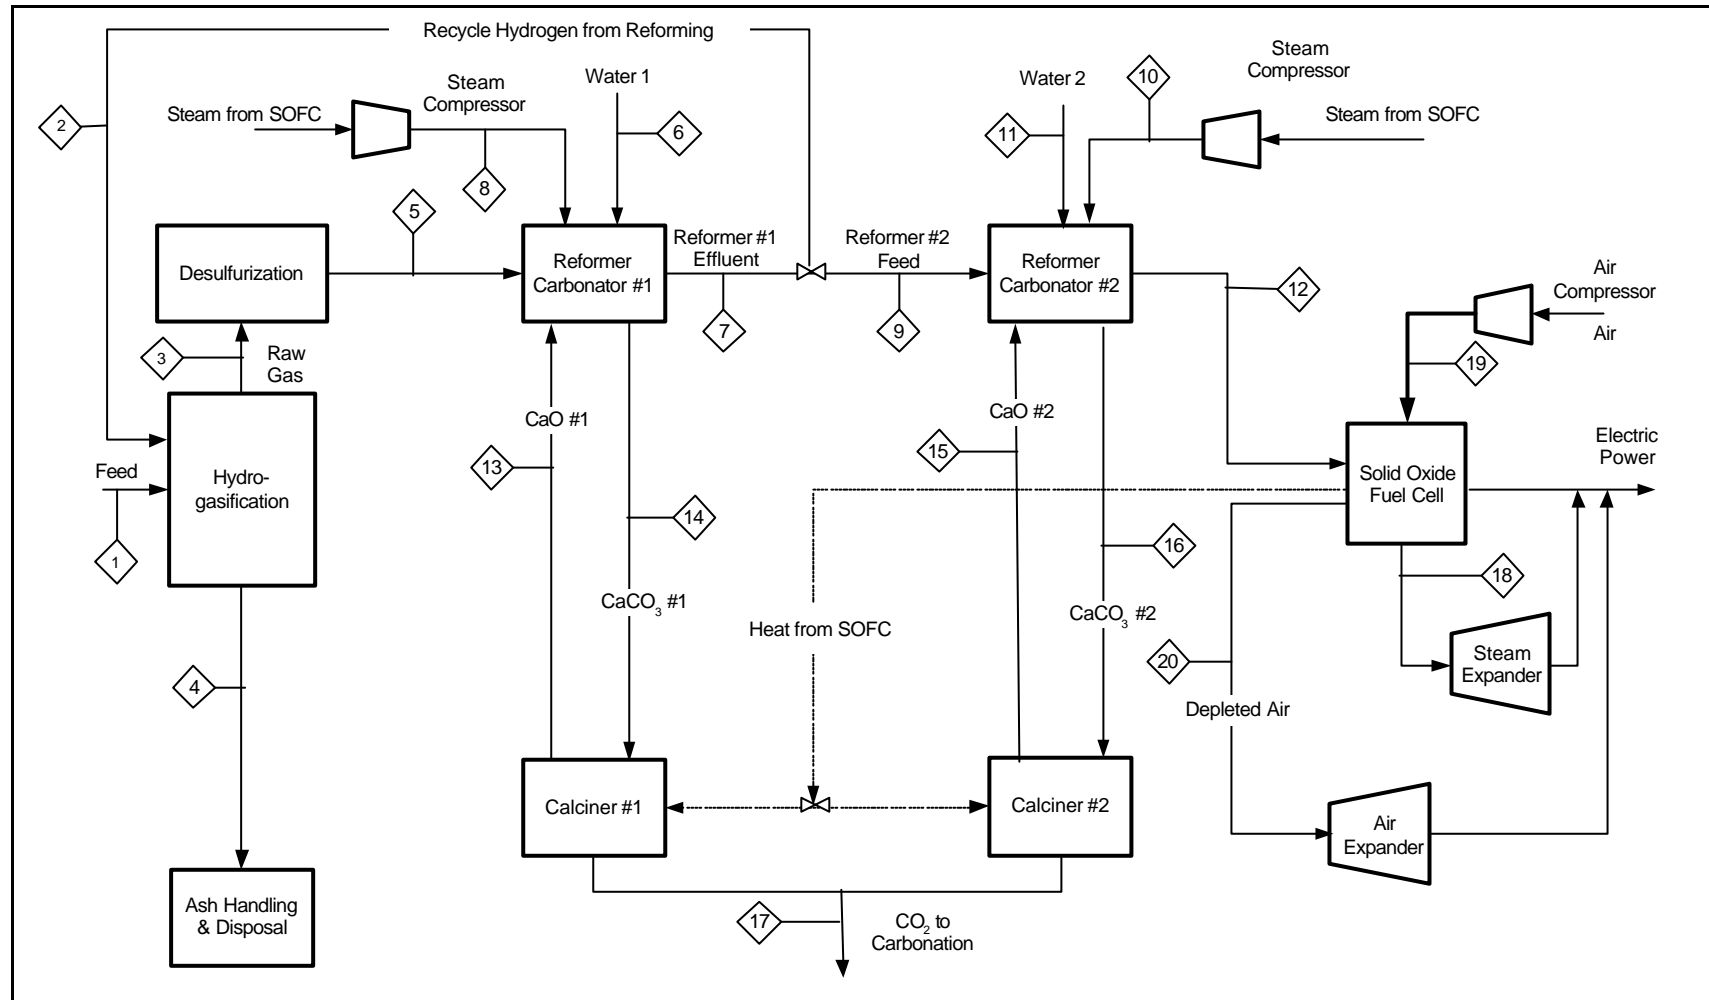 Recycle Hydrogen from Reforming
Steam
Compressor
Water 1
Water 2
10
Steam
Compressor
2
Steam from SOFC
6
11
Steam from SOFC
8
5
Desulfurization
Reformer
Carbonator #1
Reformer #1
Effluent
Reformer #2
Feed
Reformer
Carbonator #2
12
Air
Compressor
Air
3
Raw
Gas
7
9
19
CaO #1
CaO #2
Electric
Power
Feed
Hydro-
gasification
13
15
Solid Oxide
Fuel Cell
1
14
16
18
CaCO3 #1
CaCO3 #2
Heat from SOFC
20
Steam
Expander
4
Depleted Air
Calciner #1
Calciner #2
Air
Expander
Ash Handling
& Disposal
17
CO2 to
Carbonation